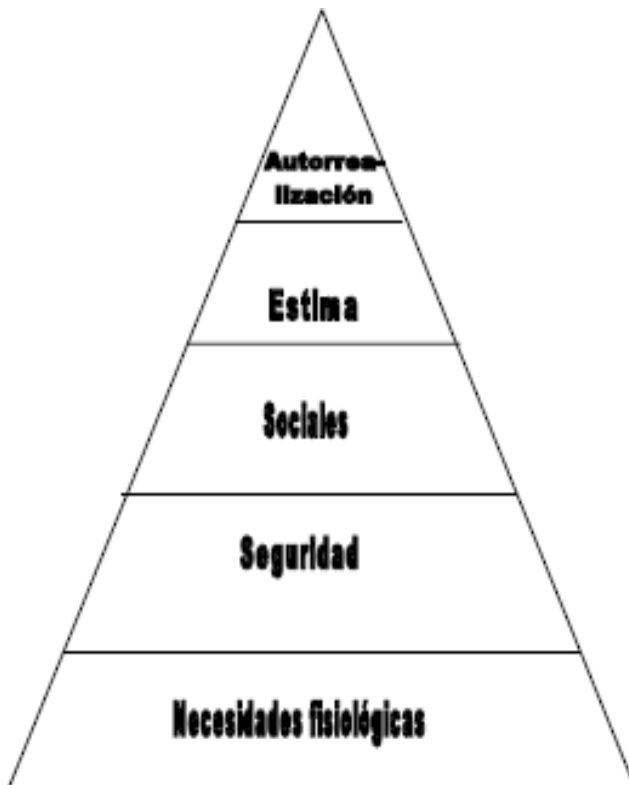 Autorrea-
lización
Estima
Sociales
Seguridad
Necesidades fisiológicas